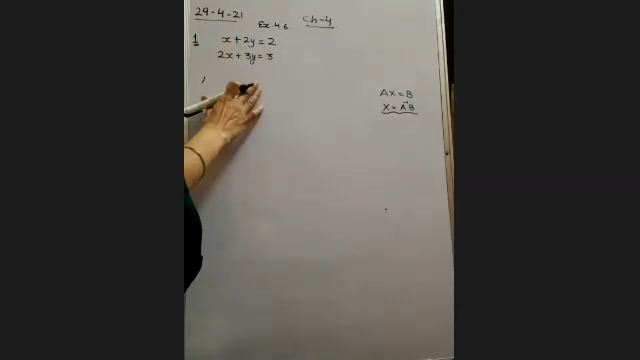 29-4-21 Ex. 4.6 Ch-4
1 x + 2y = 2
2x + 3y = 3
AX = B
X = A⁻¹B